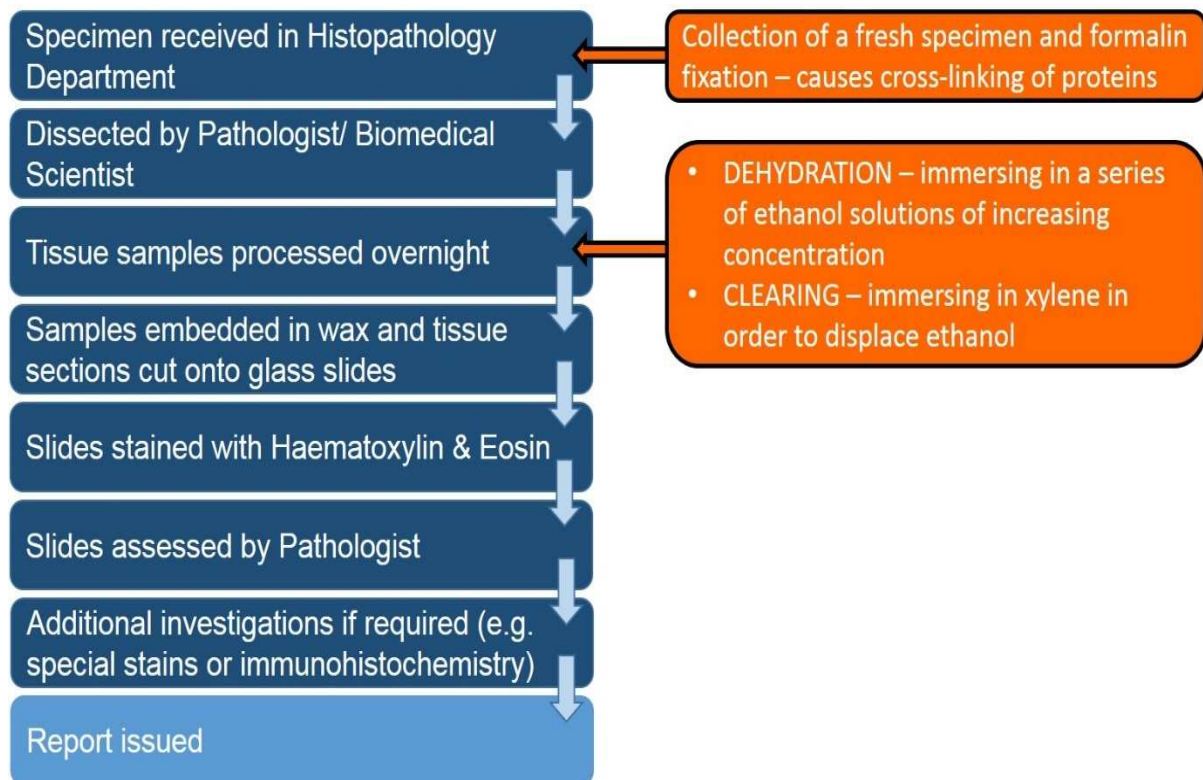 Specimen received in Histopathology
Department
Collection of a fresh specimen and formalin
fixation – causes cross-linking of proteins
Dissected by Pathologist/ Biomedical
Scientist
Tissue samples processed overnight
• DEHYDRATION – immersing in a series
of ethanol solutions of increasing
concentration
• CLEARING – immersing in xylene in
order to displace ethanol
Samples embedded in wax and tissue
sections cut onto glass slides
Slides stained with Haematoxylin & Eosin
Slides assessed by Pathologist
Additional investigations if required (e.g.
special stains or immunohistochemistry)
Report issued